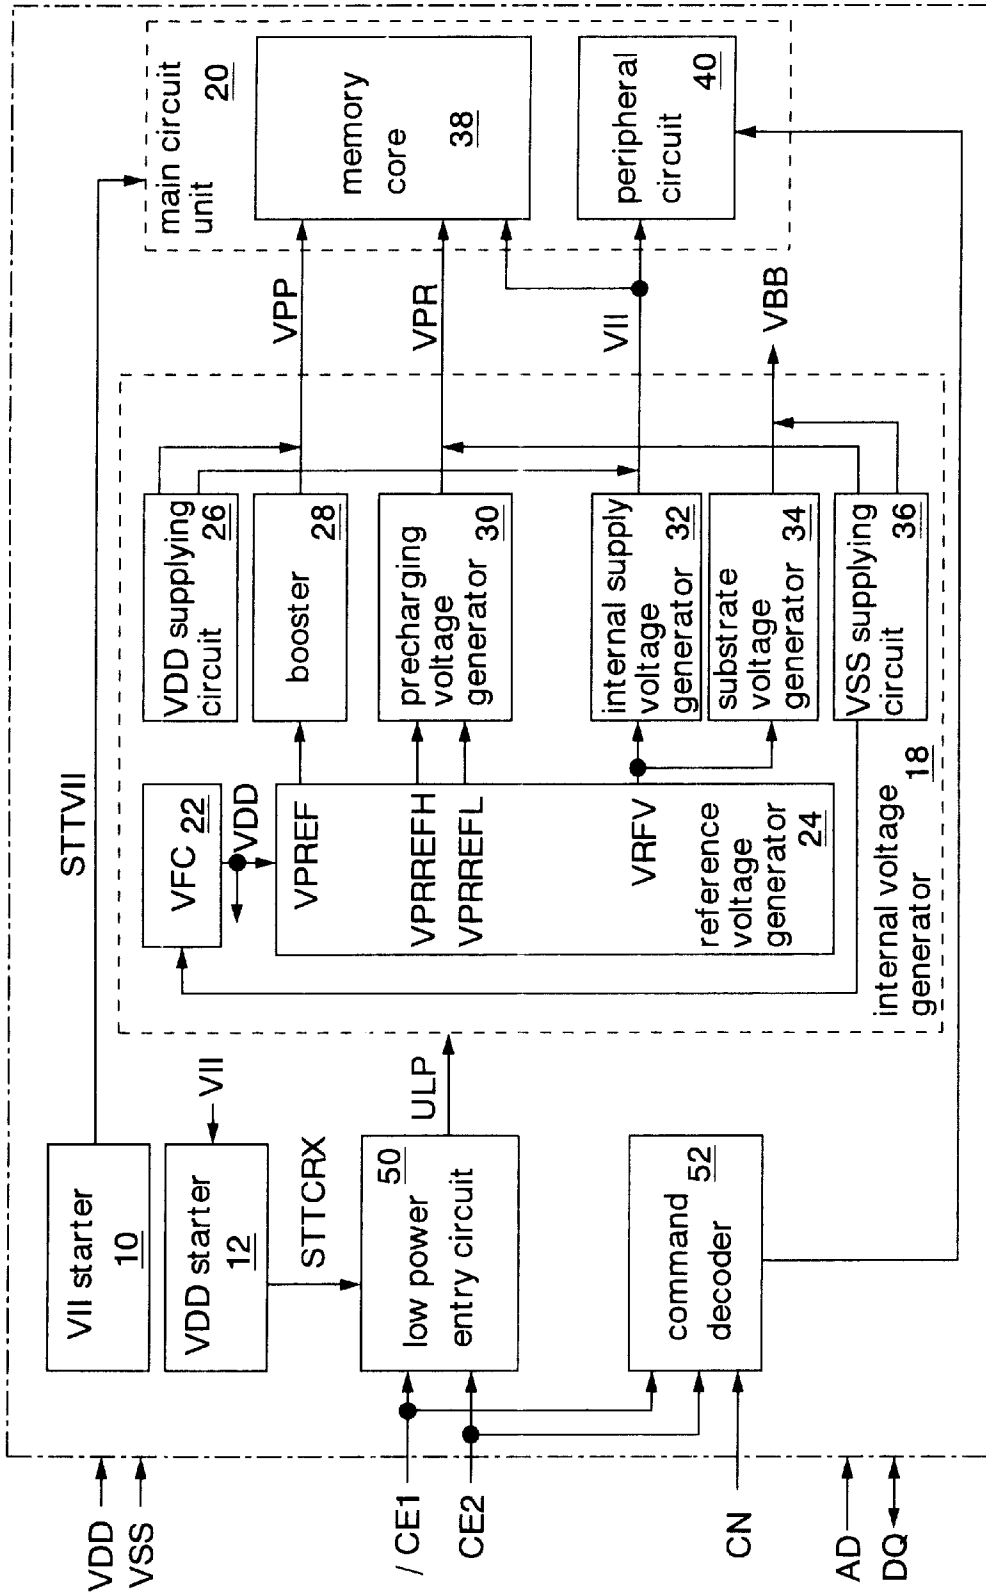 VDD
VSS
/ CE1
CE2
CN
AD
DQ
VII starter
10
VDD starter
12
VII
STTCRX
low power
entry circuit
50
ULP
command
decoder
52
STTVII
VFC 22
VDD
VPREF
VPRREFH
VPRREFL
VRFV
reference
voltage
generator
24
internal voltage
generator
18
VDD supplying
circuit
26
booster
28
precharging
voltage
generator
30
internal supply
voltage
generator
32
substrate
voltage
generator
34
VSS supplying
circuit
36
VPP
VPR
VII
VBB
main circuit
unit
20
memory
core
38
peripheral
circuit
40